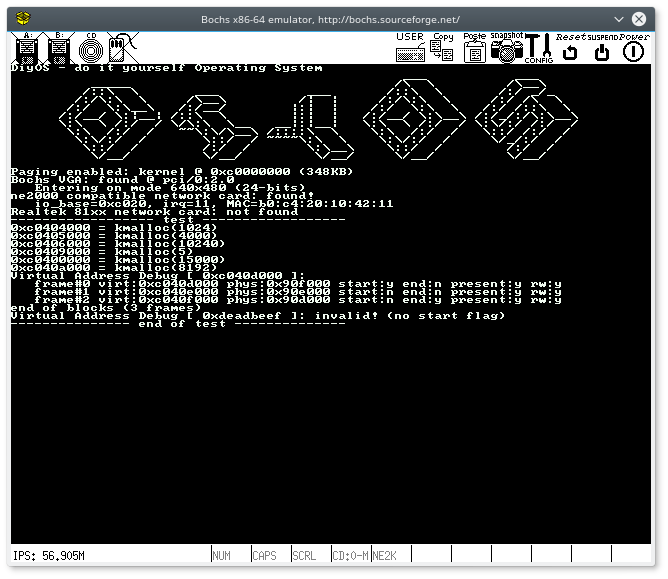 Bochs x86-64 emulator, http://bochs.sourceforge.net/
A: B: CD USER Copy Paste snapshot CONFIG Reset SUSPEND Power
DiyOS - do it yourself Operating System
Paging enabled: kernel @ 0xc0000000 (348KB)
Bochs VGA: found @ pci/0:2.0
Entering on mode 640x480 (24-bits)
ne2000 compatible network card: found!
io_base=0xc020, irq=11, MAC=b0:c4:20:10:42:11
Realtek 81xx network card: not found
------------------ test -------------------
0xc0404000 = kmalloc(1024)
0xc0405000 = kmalloc(4000)
0xc0406000 = kmalloc(10240)
0xc0409000 = kmalloc(5)
0xc0400000 = kmalloc(15000)
0xc040a000 = kmalloc(8192)
Virtual Address Debug [ 0xc040d000 ]:
frame#0 virt:0xc040d000 phys:0x90f000 start:y end:n present:y rw:y
frame#1 virt:0xc040e000 phys:0x90e000 start:n end:n present:y rw:y
frame#2 virt:0xc040f000 phys:0x90d000 start:n end:y present:y rw:y
end of blocks (3 frames)
Virtual Address Debug [ 0xdeadbeef ]: invalid! (no start flag)
--------------- end of test --------------
IPS: 56.905M NUM CAPS SCRL CD:0-M NE2K